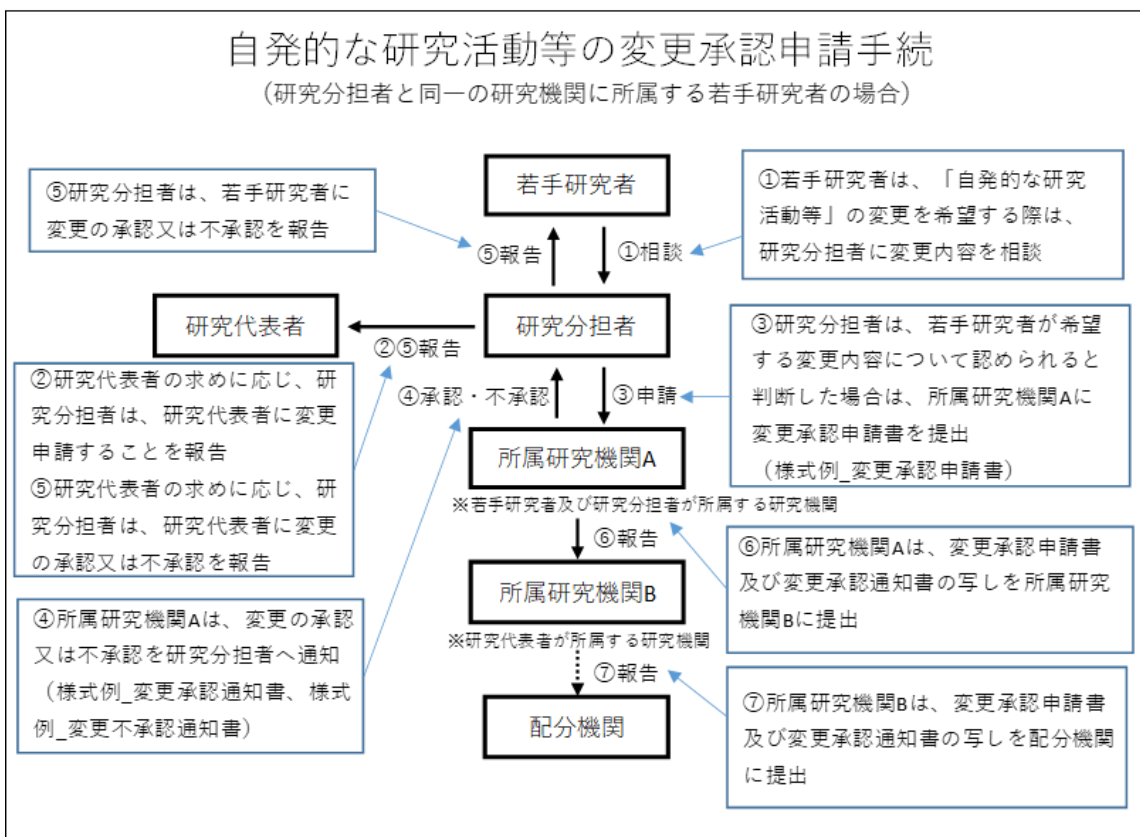 自発的な研究活動等の変更承認申請手続
(研究分担者と同一の研究機関に所属する若手研究者の場合)
⑤研究分担者は、若手研究者に
変更の承認又は不承認を報告
若手研究者
①若手研究者は、「自発的な研究
活動等」の変更を希望する際は、
研究分担者に変更内容を相談
⑤報告
①相談
研究代表者
研究分担者
②⑤報告
③研究分担者は、若手研究者が希望
する変更内容について認められると
判断した場合は、所属研究機関Aに
変更承認申請書を提出
(様式例_変更承認申請書)
②研究代表者の求めに応じ、研
究分担者は、研究代表者に変更
申請することを報告
⑤研究代表者の求めに応じ、研
究分担者は、研究代表者に変更
の承認又は不承認を報告
④承認・不承認
③申請
所属研究機関A
※若手研究者及び研究分担者が所属する研究機関
⑥報告
⑥所属研究機関Aは、変更承認申請書
及び変更承認通知書の写しを所属研究
機関Bに提出
所属研究機関B
※研究代表者が所属する研究機関
④所属研究機関Aは、変更の承認
又は不承認を研究分担者へ通知
(様式例_変更承認通知書、様式
例_変更不承認通知書)
⑦報告
⑦所属研究機関Bは、変更承認申請書
及び変更承認通知書の写しを配分機関
に提出
配分機関